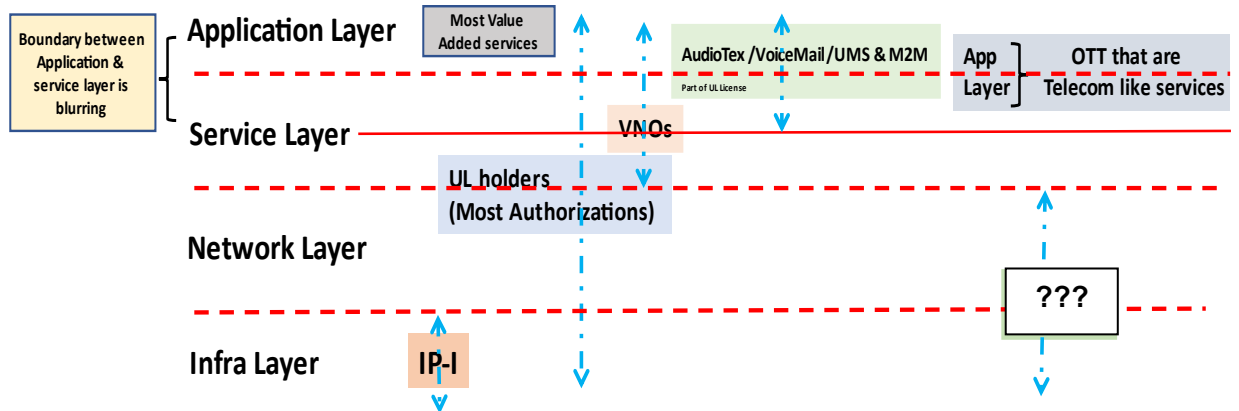 Boundary between
Application &
service layer is
blurring
Application Layer
Most Value
Added services
AudioTex /VoiceMail/UMS & M2M
Part of UL License
App
Layer
OTT that are
Telecom like services
Service Layer
VNOs
UL holders
(Most Authorizations)
Network Layer
???
Infra Layer
IP-I